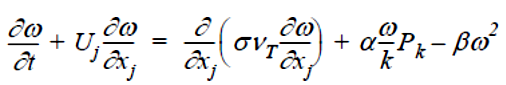 ∂ω/∂t + U_j ∂ω/∂x_j = ∂/∂x_j (σν_T ∂ω/∂x_j) + α ω/k P_k − βω²